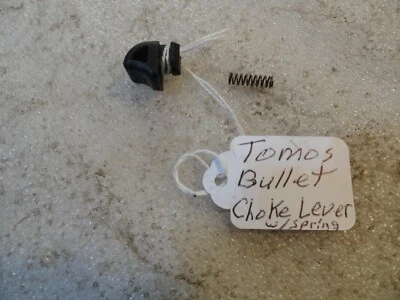 Tomos
Bullet
Choke Lever
w/spring